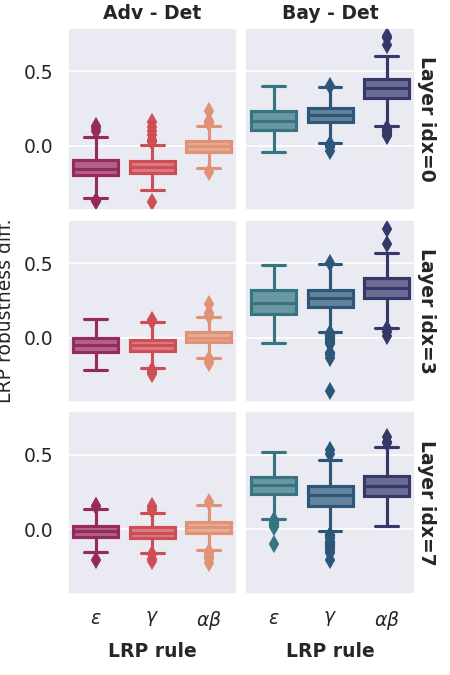 Adv - Det
Bay - Det
0.5
0.0
Layer idx=0
LRP robustness diff.
0.5
0.0
Layer idx=3
0.5
0.0
Layer idx=7
ε γ αβ
ε γ αβ
LRP rule
LRP rule